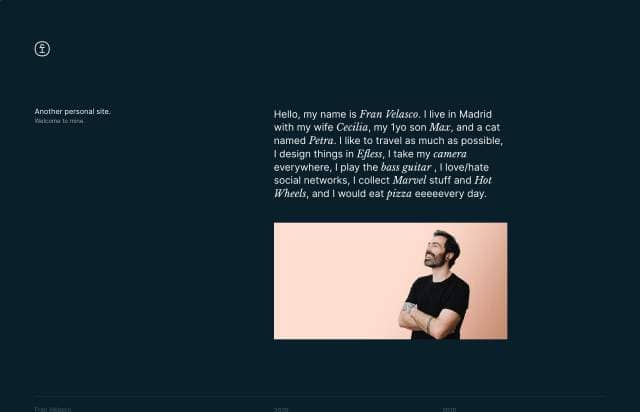 Another personal site.
Welcome to mine.
Hello, my name is Fran Velasco. I live in Madrid
with my wife Cecilia, my 1yo son Max, and a cat
named Petra. I like to travel as much as possible,
I design things in Efless, I take my camera
everywhere, I play the bass guitar , I love/hate
social networks, I collect Marvel stuff and Hot
Wheels, and I would eat pizza eeeeevery day.
Fran Velasco